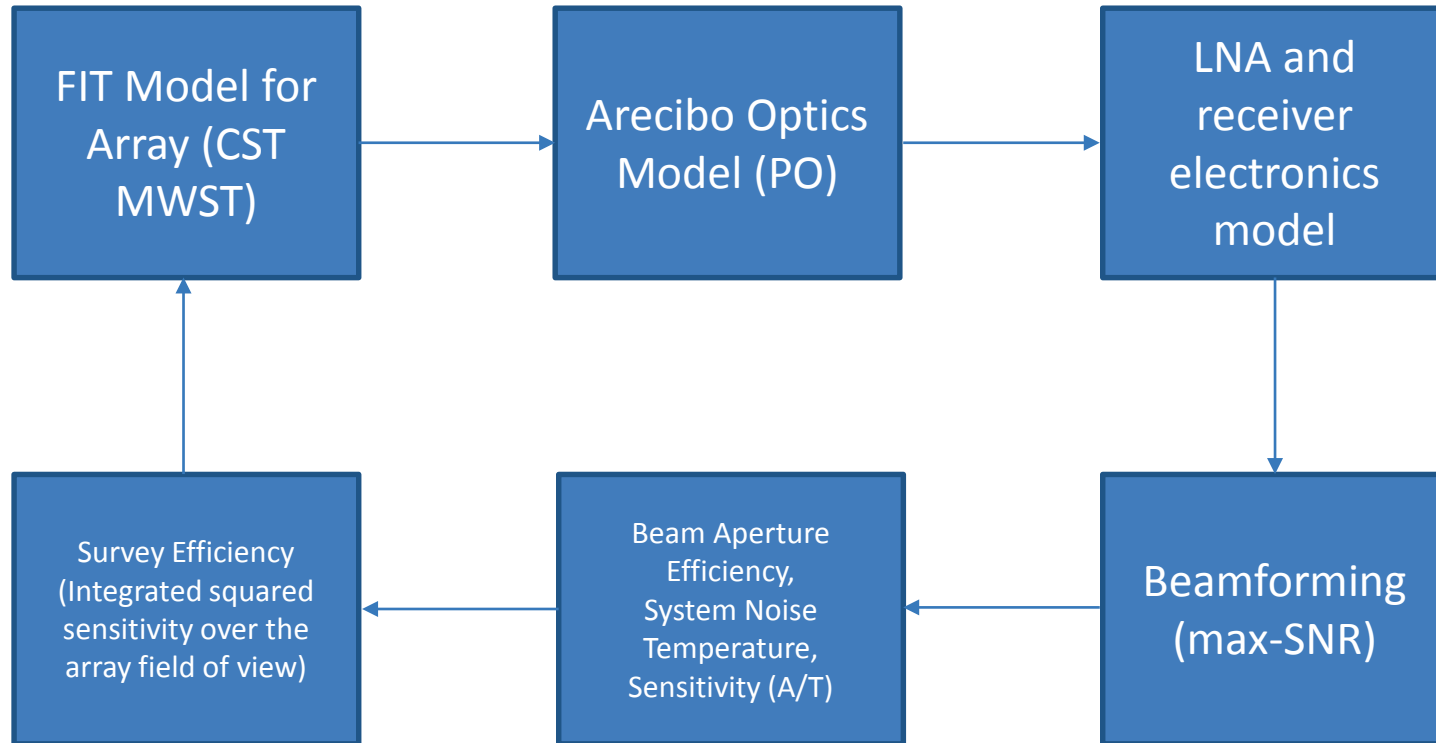 FIT Model for
Array (CST
MWST)
Arecibo Optics
Model (PO)
LNA and
receiver
electronics
model
Survey Efficiency
(Integrated squared
sensitivity over the
array field of view)
Beam Aperture
Efficiency,
System Noise
Temperature,
Sensitivity (A/T)
Beamforming
(max-SNR)